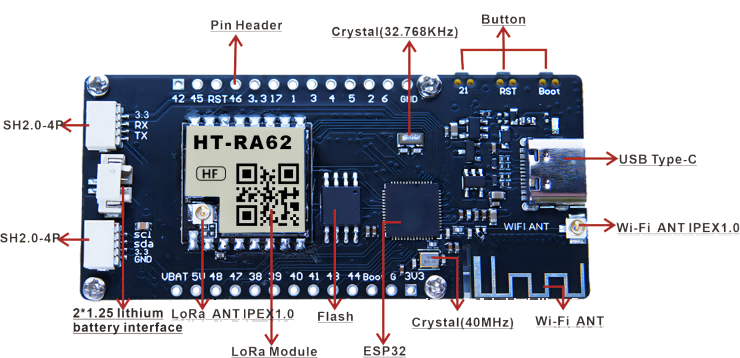 Pin Header
Crystal(32.768KHz)
Button
42 45 RST 46 3.3 17 1 3 4 5 2 6 GND
21 RST Boot
SH2.0-4P
3.3
RX
TX
HT-RA62
HF
USB Type-C
SH2.0-4P
scl
sda
3.3
GND
WIFI ANT
Wi-Fi ANT IPEX1.0
VBAT 5V 48 47 38 39 40 41 43 44 Boot G 3V3
2*1.25 lithium
battery interface
LoRa ANT IPEX1.0
Flash
Crystal(40MHz)
Wi-Fi ANT
LoRa Module
ESP32